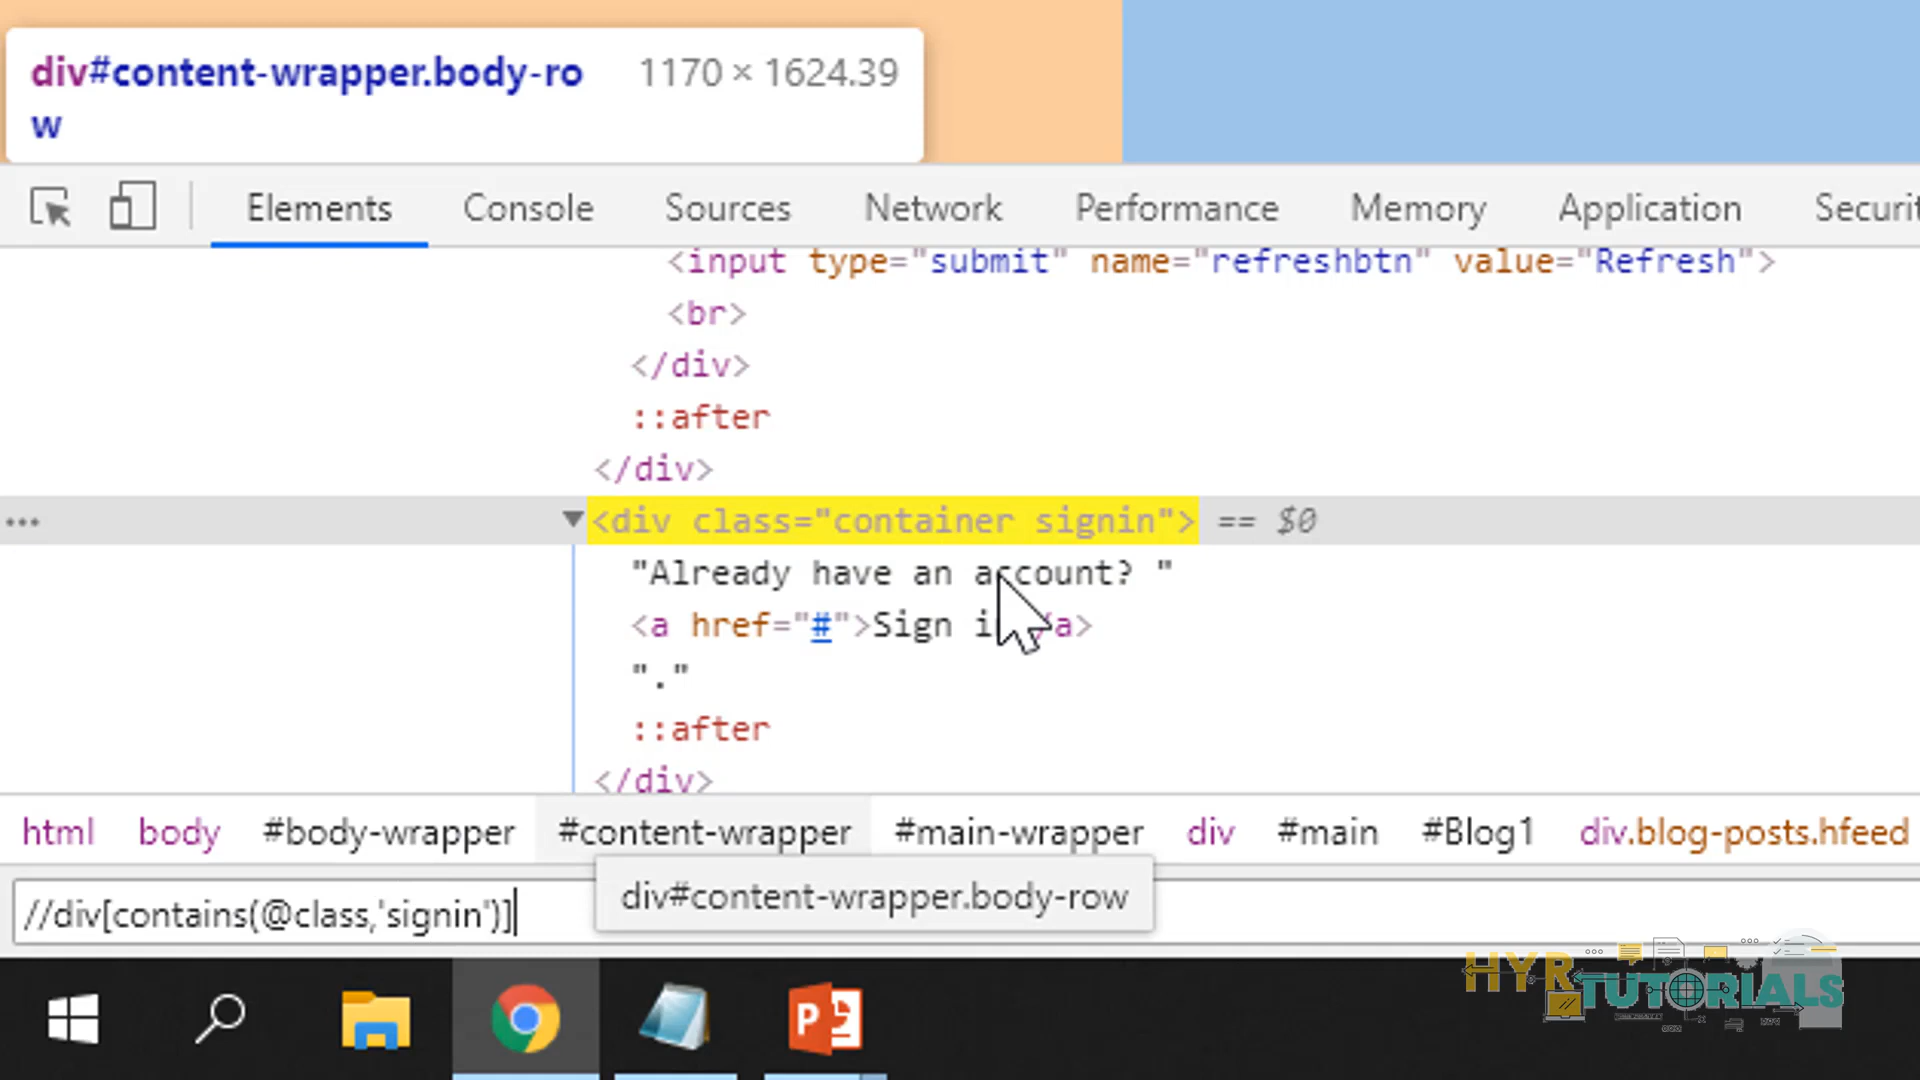 div#content-wrapper.body-ro
w
1170 × 1624.39
Elements Console Sources Network Performance Memory Application Securit
<input type="submit" name="refreshbtn" value="Refresh">
<br>
</div>
::after
</div>
... ▼ <div class="container signin"> == $0
"Already have an account? "
<a href="#">Sign i /a>
"."
::after
</div>
html body #body-wrapper #content-wrapper #main-wrapper div #main #Blog1 div.blog-posts.hfeed
div#content-wrapper.body-row
//div[contains(@class,'signin')]
HYR TUTORIALS